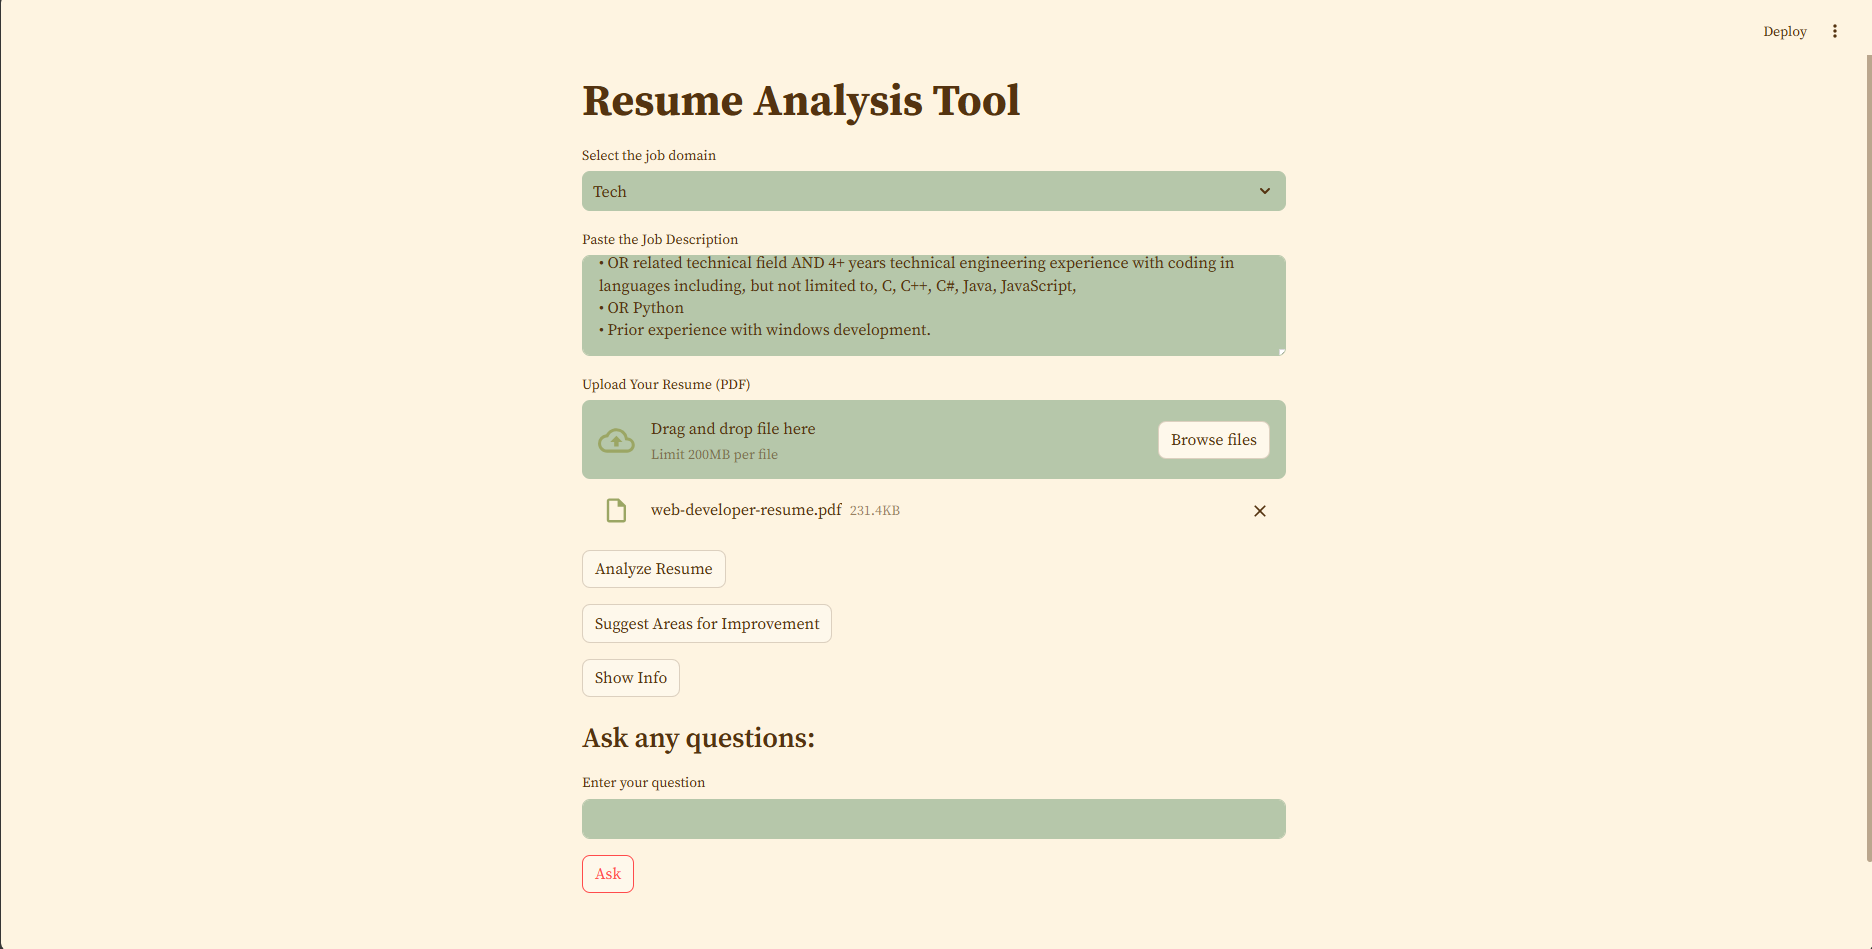 Deploy
Resume Analysis Tool
Select the job domain
Tech
Paste the Job Description
• OR related technical field AND 4+ years technical engineering experience with coding in
languages including, but not limited to, C, C++, C#, Java, JavaScript,
• OR Python
• Prior experience with windows development.
Upload Your Resume (PDF)
Drag and drop file here
Limit 200MB per file
Browse files
web-developer-resume.pdf 231.4KB
Analyze Resume
Suggest Areas for Improvement
Show Info
Ask any questions:
Enter your question
Ask